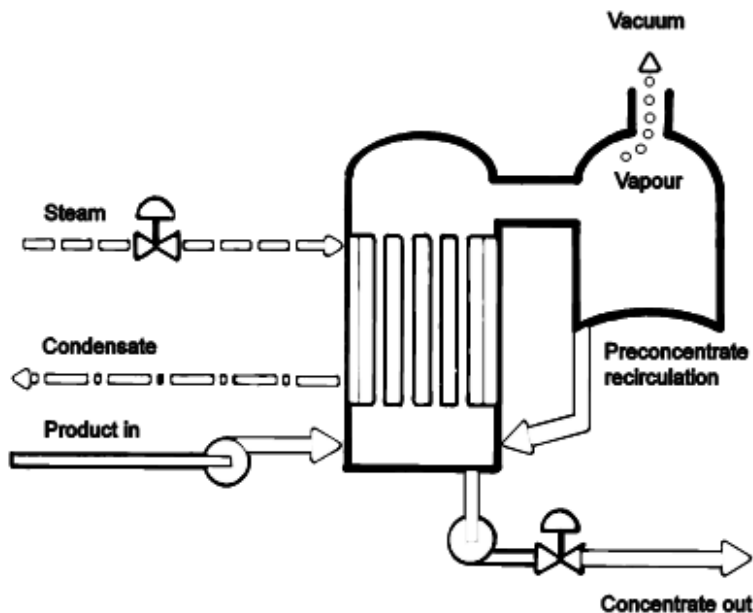 Vacuum
Vapour
Steam
Condensate
Preconcentrate
recirculation
Product in
Concentrate out